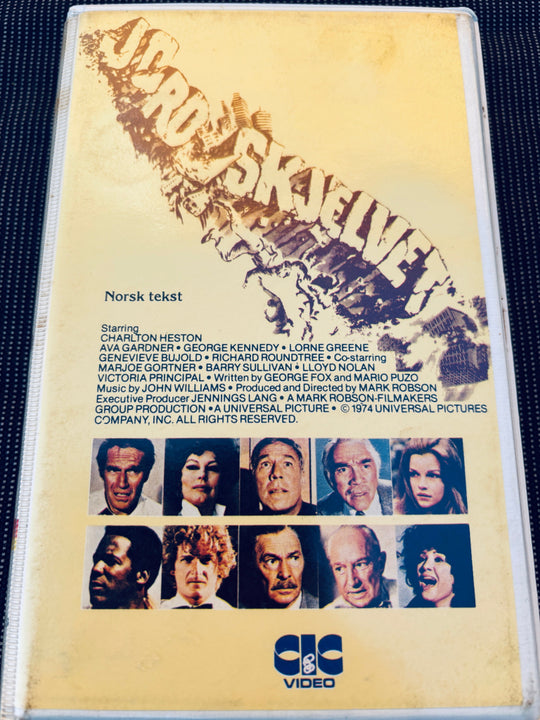 JORD
SKJELVET!
Norsk tekst
Starring
CHARLTON HESTON
AVA GARDNER • GEORGE KENNEDY • LORNE GREENE
GENEVIEVE BUJOLD • RICHARD ROUNDTREE • Co-starring
MARJOE GORTNER • BARRY SULLIVAN • LLOYD NOLAN
VICTORIA PRINCIPAL • Written by GEORGE FOX and MARIO PUZO
Music by JOHN WILLIAMS • Produced and Directed by MARK ROBSON
Executive Producer JENNINGS LANG • A MARK ROBSON-FILMAKERS
GROUP PRODUCTION • A UNIVERSAL PICTURE • © 1974 UNIVERSAL PICTURES
COMPANY, INC. ALL RIGHTS RESERVED.
CIC
VIDEO